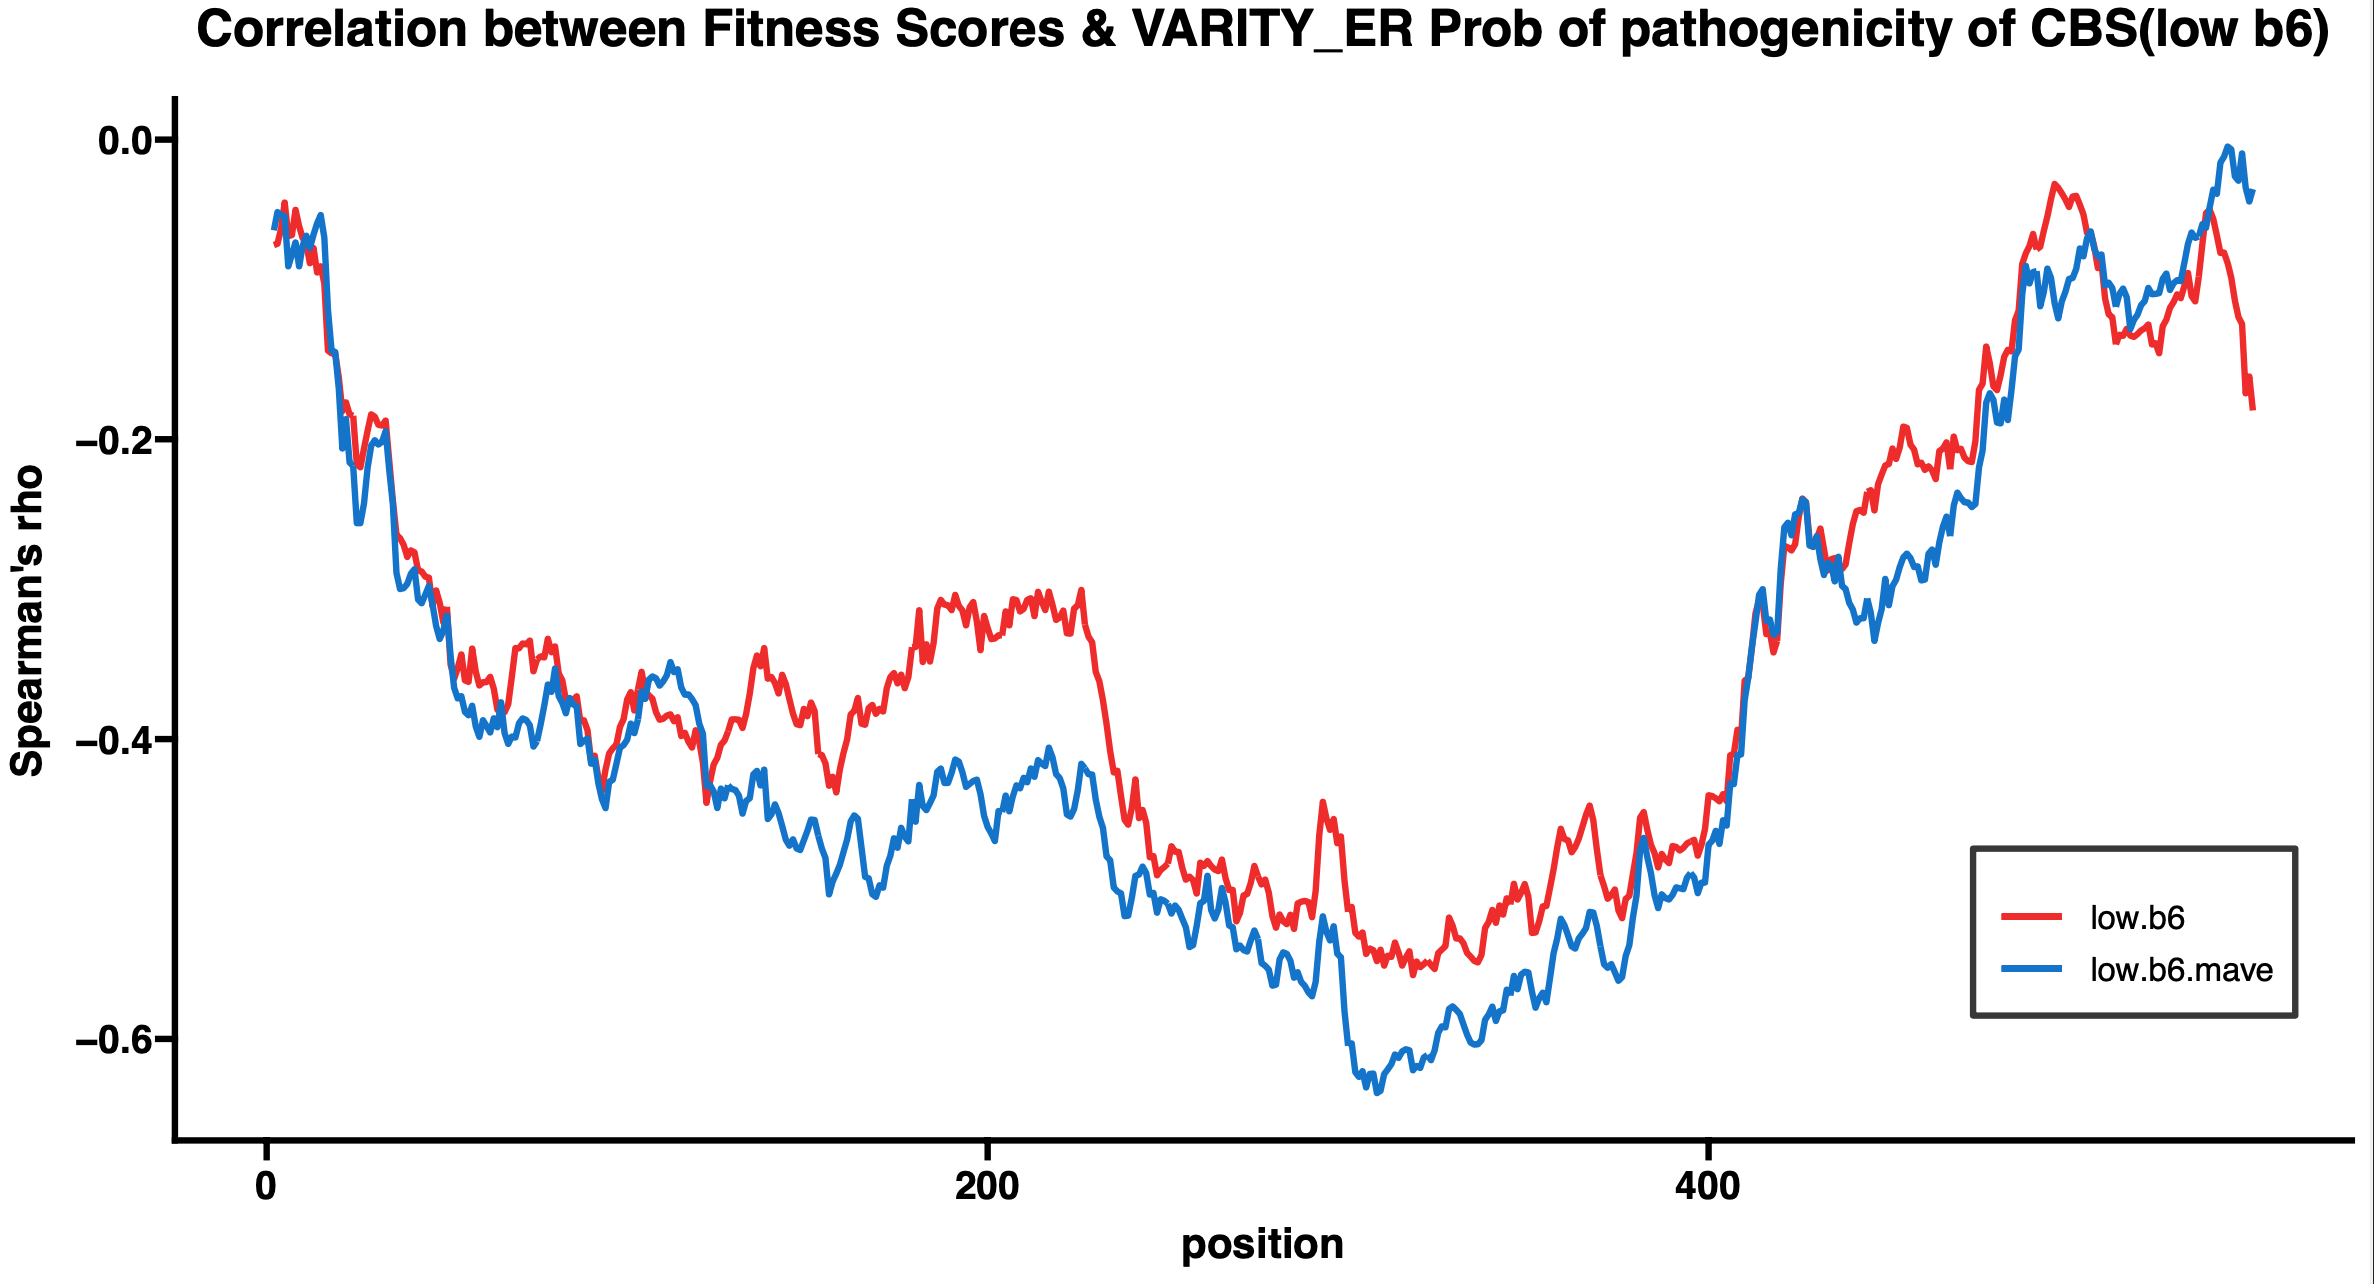 Correlation between Fitness Scores & VARITY_ER Prob of pathogenicity of CBS(low b6)
0.0
−0.2
−0.4
−0.6
Spearman's rho
0
200
400
position
low.b6
low.b6.mave